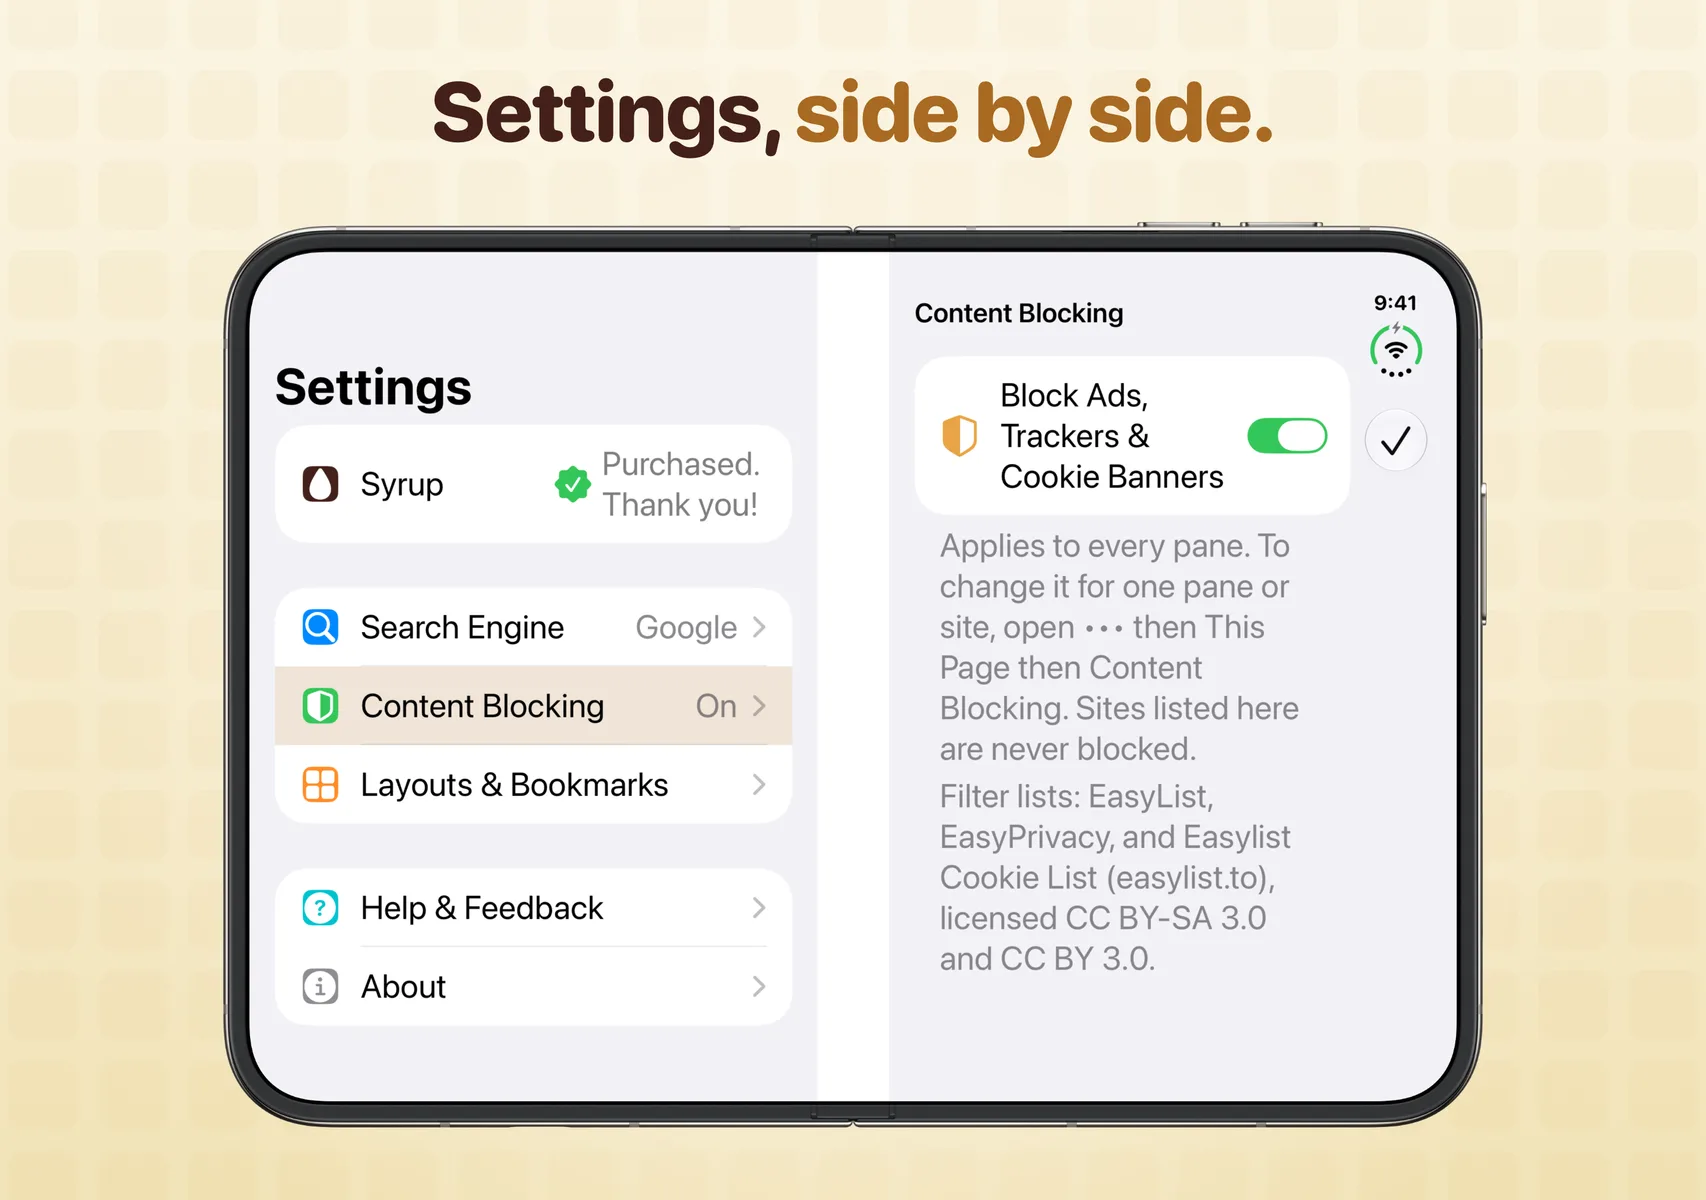 Settings, side by side.
Settings
Syrup
Purchased.
Thank you!
Search Engine Google
Content Blocking On
Layouts & Bookmarks
Help & Feedback
About
Content Blocking
9:41
Block Ads,
Trackers &
Cookie Banners
Applies to every pane. To
change it for one pane or
site, open ••• then This
Page then Content
Blocking. Sites listed here
are never blocked.
Filter lists: EasyList,
EasyPrivacy, and Easylist
Cookie List (easylist.to),
licensed CC BY-SA 3.0
and CC BY 3.0.